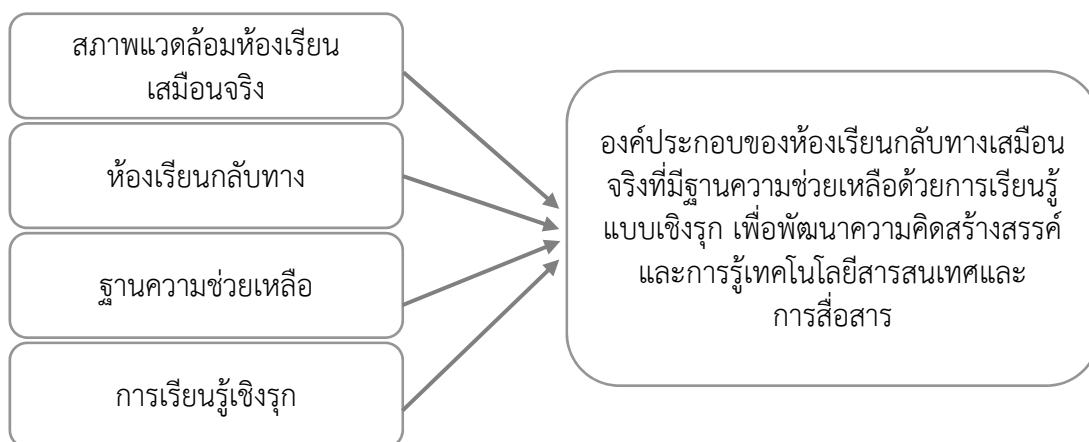 สภาพแวดล้อมห้องเรียน
เสมือนจริง
ห้องเรียนกลับทาง
ฐานความช่วยเหลือ
การเรียนรู้เชิงรุก
องค์ประกอบของห้องเรียนกลับทางเสมือน
จริงที่มีฐานความช่วยเหลือด้วยการเรียนรู้
แบบเชิงรุก เพื่อพัฒนาความคิดสร้างสรรค์
และการรู้เทคโนโลยีสารสนเทศและ
การสื่อสาร